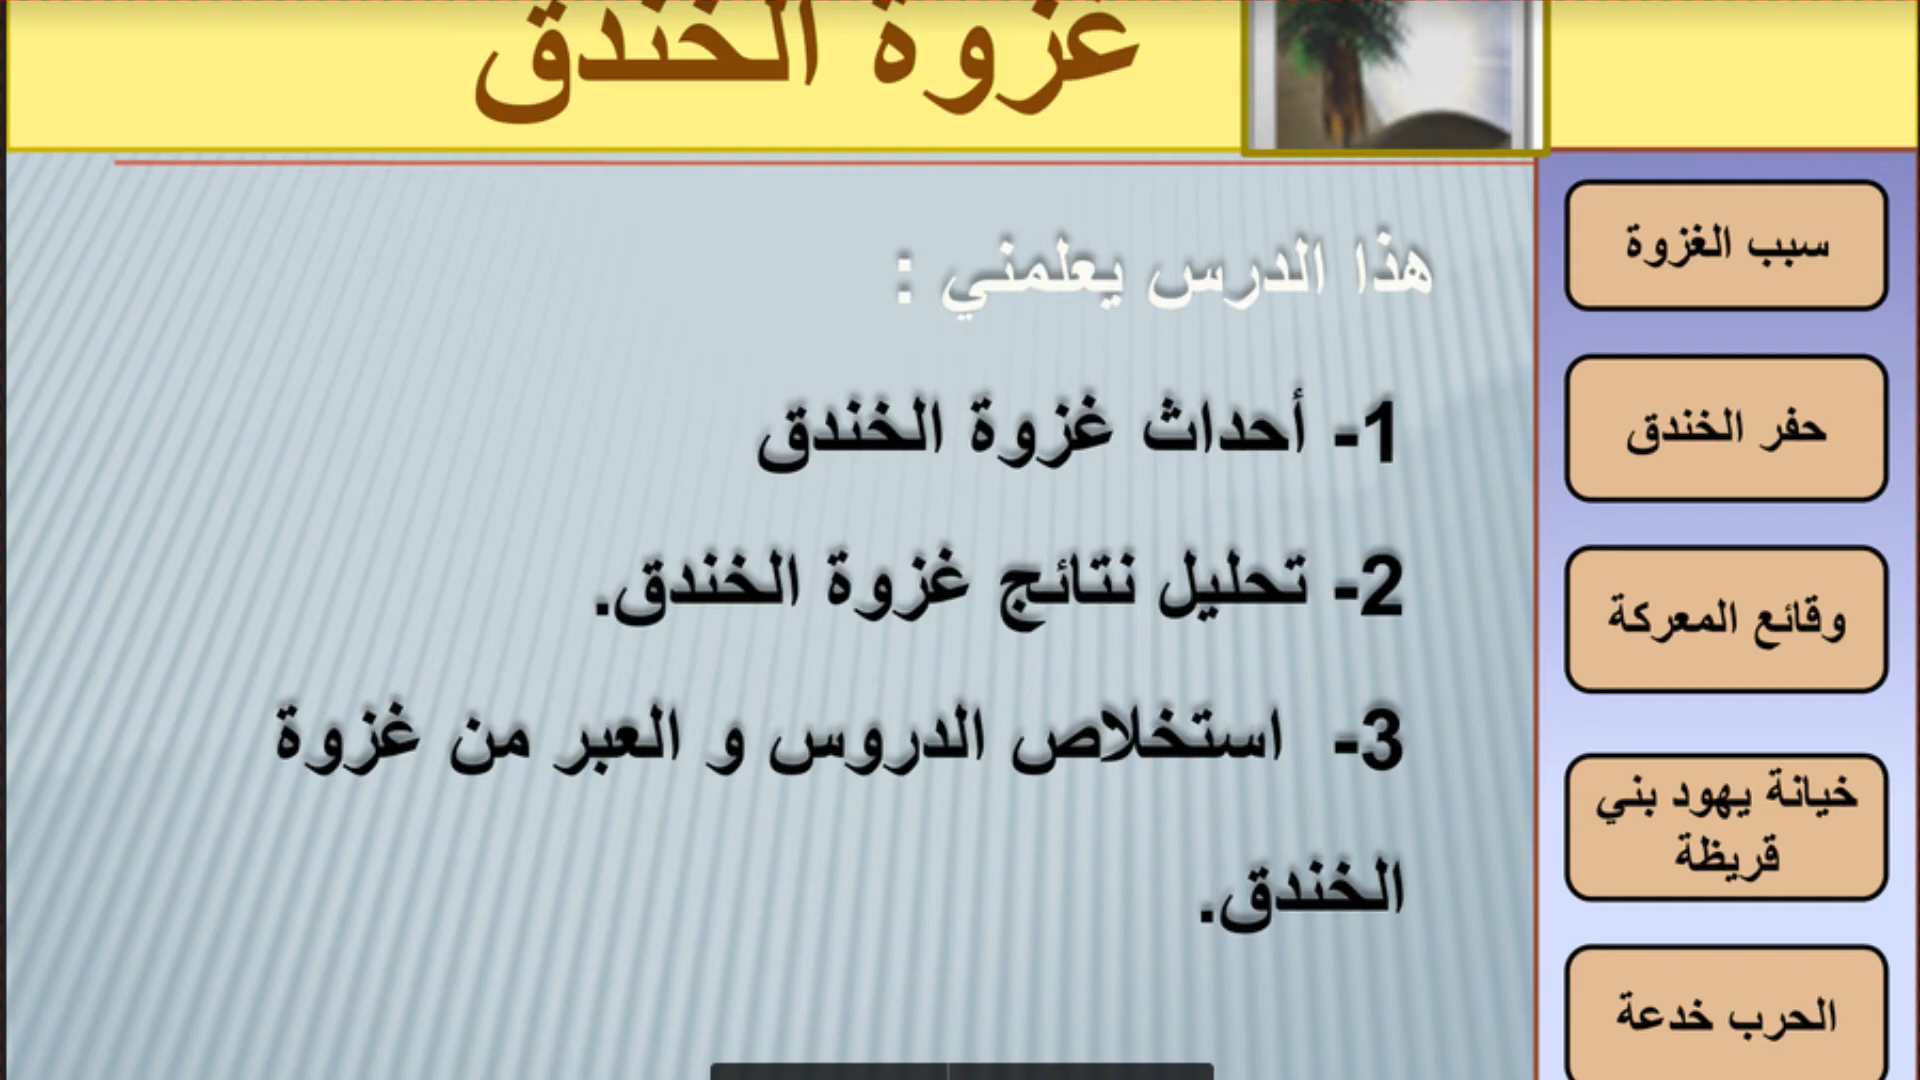 غزوة الخندق
هذا الدرس يعلمني :
1- أحداث غزوة الخندق
2- تحليل نتائج غزوة الخندق.
3- استخلاص الدروس و العبر من غزوة
الخندق.
سبب الغزوة
حفر الخندق
وقائع المعركة
خيانة يهود بني
قريظة
الحرب خدعة